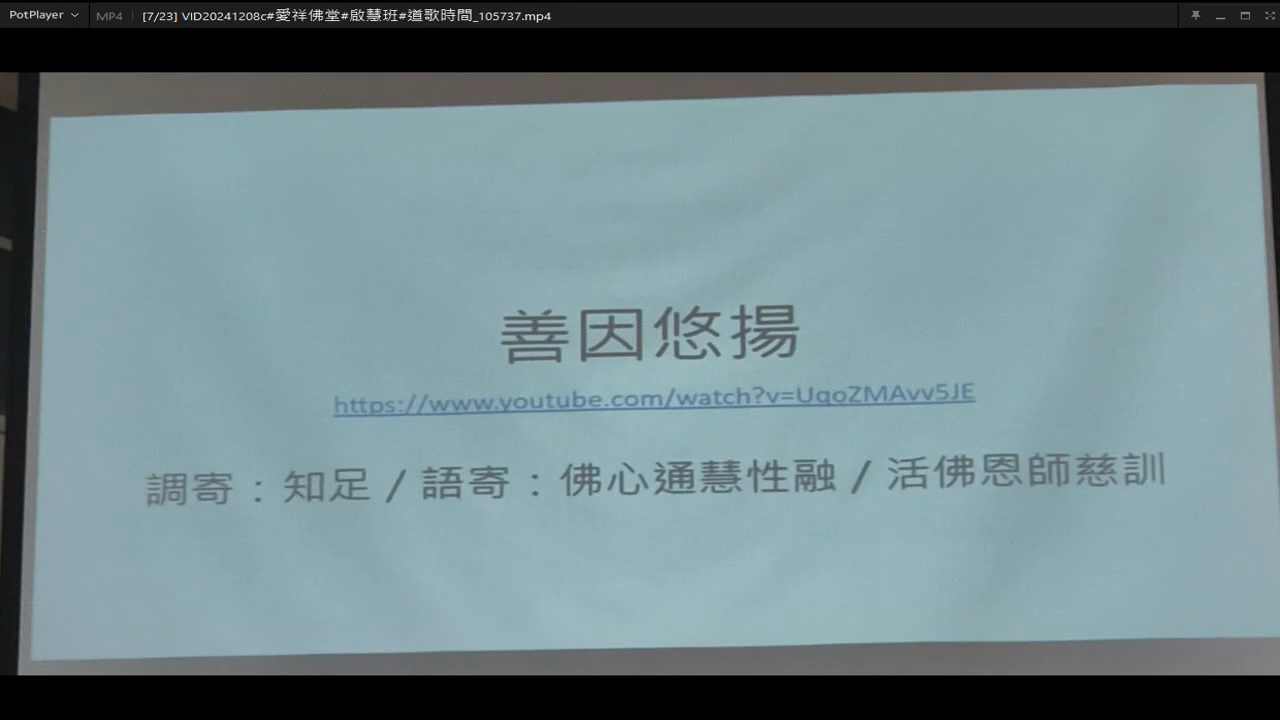 PotPlayer MP4 [7/23] VID20241208c#愛祥佛堂#啟慧班#道歌時間_105737.mp4
善因悠揚
https://www.youtube.com/watch?v=UqoZMAvv5JE
調寄：知足 / 語寄：佛心通慧性融 / 活佛恩師慈訓